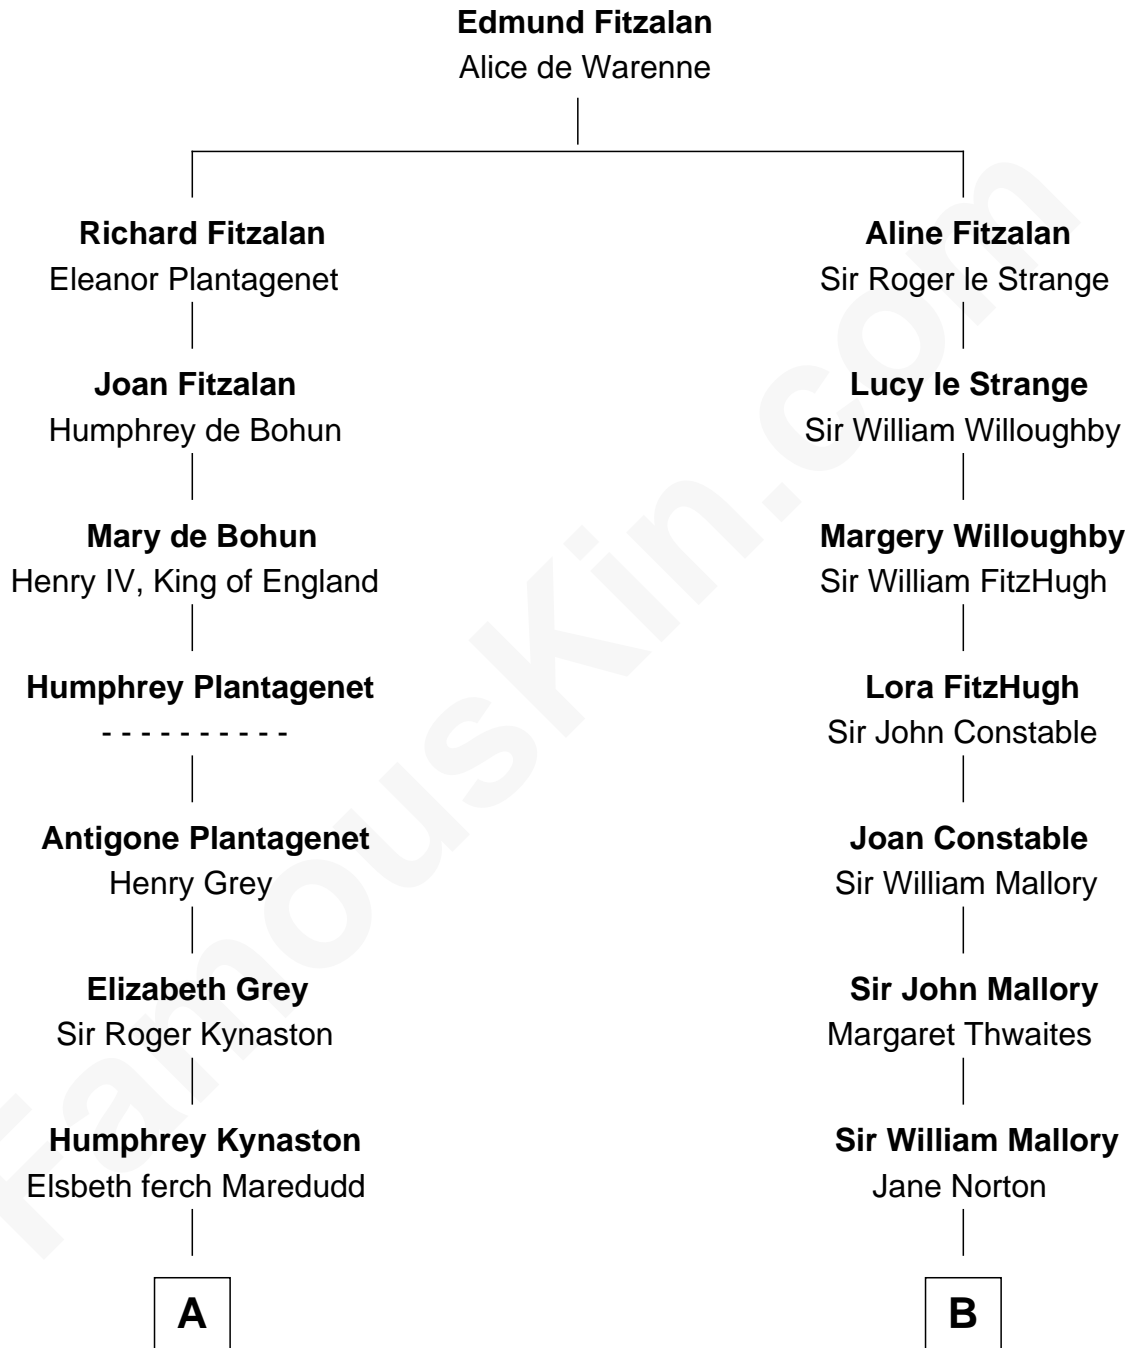 Edmund Fitzalan
Alice de Warenne
Richard Fitzalan
Eleanor Plantagenet
Joan Fitzalan
Humphrey de Bohun
Mary de Bohun
Henry IV, King of England
Humphrey Plantagenet
- - - - - - - - - -
Antigone Plantagenet
Henry Grey
Elizabeth Grey
Sir Roger Kynaston
Humphrey Kynaston
Elsbeth ferch Maredudd
A
Aline Fitzalan
Sir Roger le Strange
Lucy le Strange
Sir William Willoughby
Margery Willoughby
Sir William FitzHugh
Lora FitzHugh
Sir John Constable
Joan Constable
Sir William Mallory
Sir John Mallory
Margaret Thwaites
Sir William Mallory
Jane Norton
B
FamousKin.com